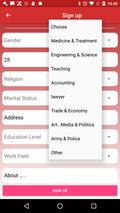 10:40
Sign up
Choose
Gender
Medicine & Treatment
28
Engineering & Science
Teaching
Religion
Accounting
Marital Status
lawyer
Trade & Economy
Address
Art , Media & Politics
Education Level
Army & Police
Work Field
Other
About ...
SIGN UP